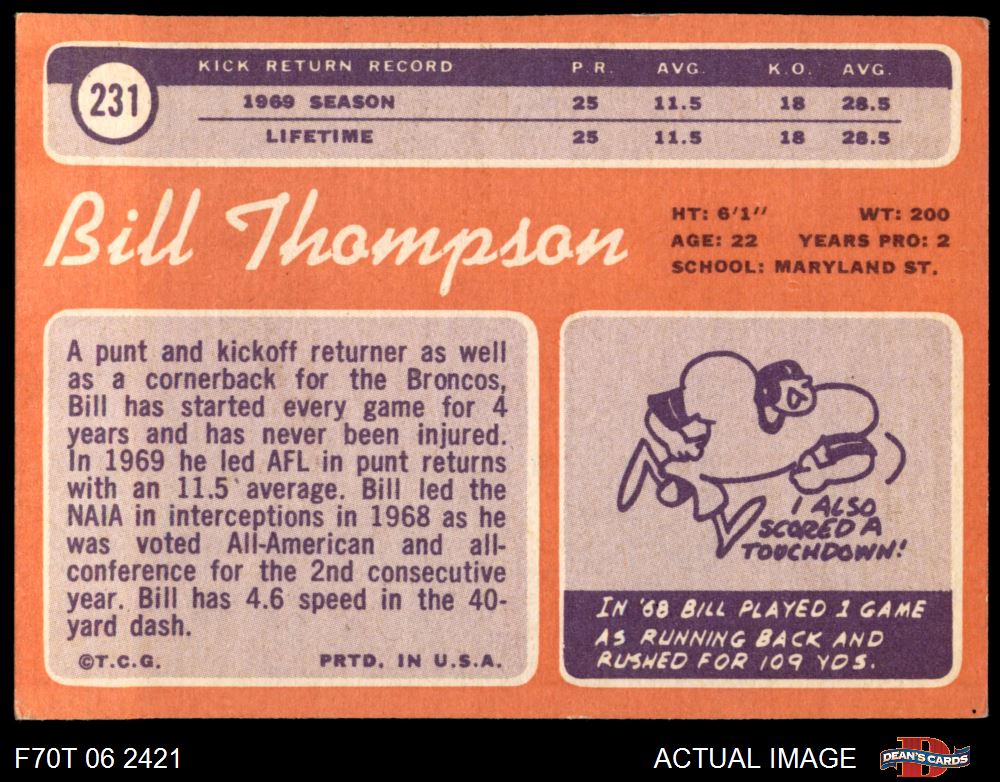 KICK RETURN RECORD P.R. AVG. K.O. AVG.
231
1969 SEASON 25 11.5 18 28.5
LIFETIME 25 11.5 18 28.5
Bill Thompson
HT: 6'1'' WT: 200
AGE: 22 YEARS PRO: 2
SCHOOL: MARYLAND ST.
A punt and kickoff returner as well
as a cornerback for the Broncos,
Bill has started every game for 4
years and has never been injured.
In 1969 he led AFL in punt returns
with an 11.5 average. Bill led the
NAIA in interceptions in 1968 as he
was voted All-American and all-
conference for the 2nd consecutive
year. Bill has 4.6 speed in the 40-
yard dash.
©T.C.G. PRTD. IN U.S.A.
I ALSO
SCORED A
TOUCHDOWN!
IN '68 BILL PLAYED 1 GAME
AS RUNNING BACK AND
RUSHED FOR 109 YDS.
F70T 06 2421 ACTUAL IMAGE DEAN'S CARDS